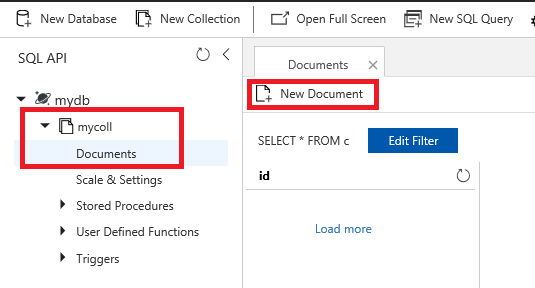 New Database New Collection Open Full Screen New SQL Query
SQL API
Documents
New Document
mydb
mycoll
SELECT * FROM c Edit Filter
Documents
id
Scale & Settings
Stored Procedures
Load more
User Defined Functions
Triggers